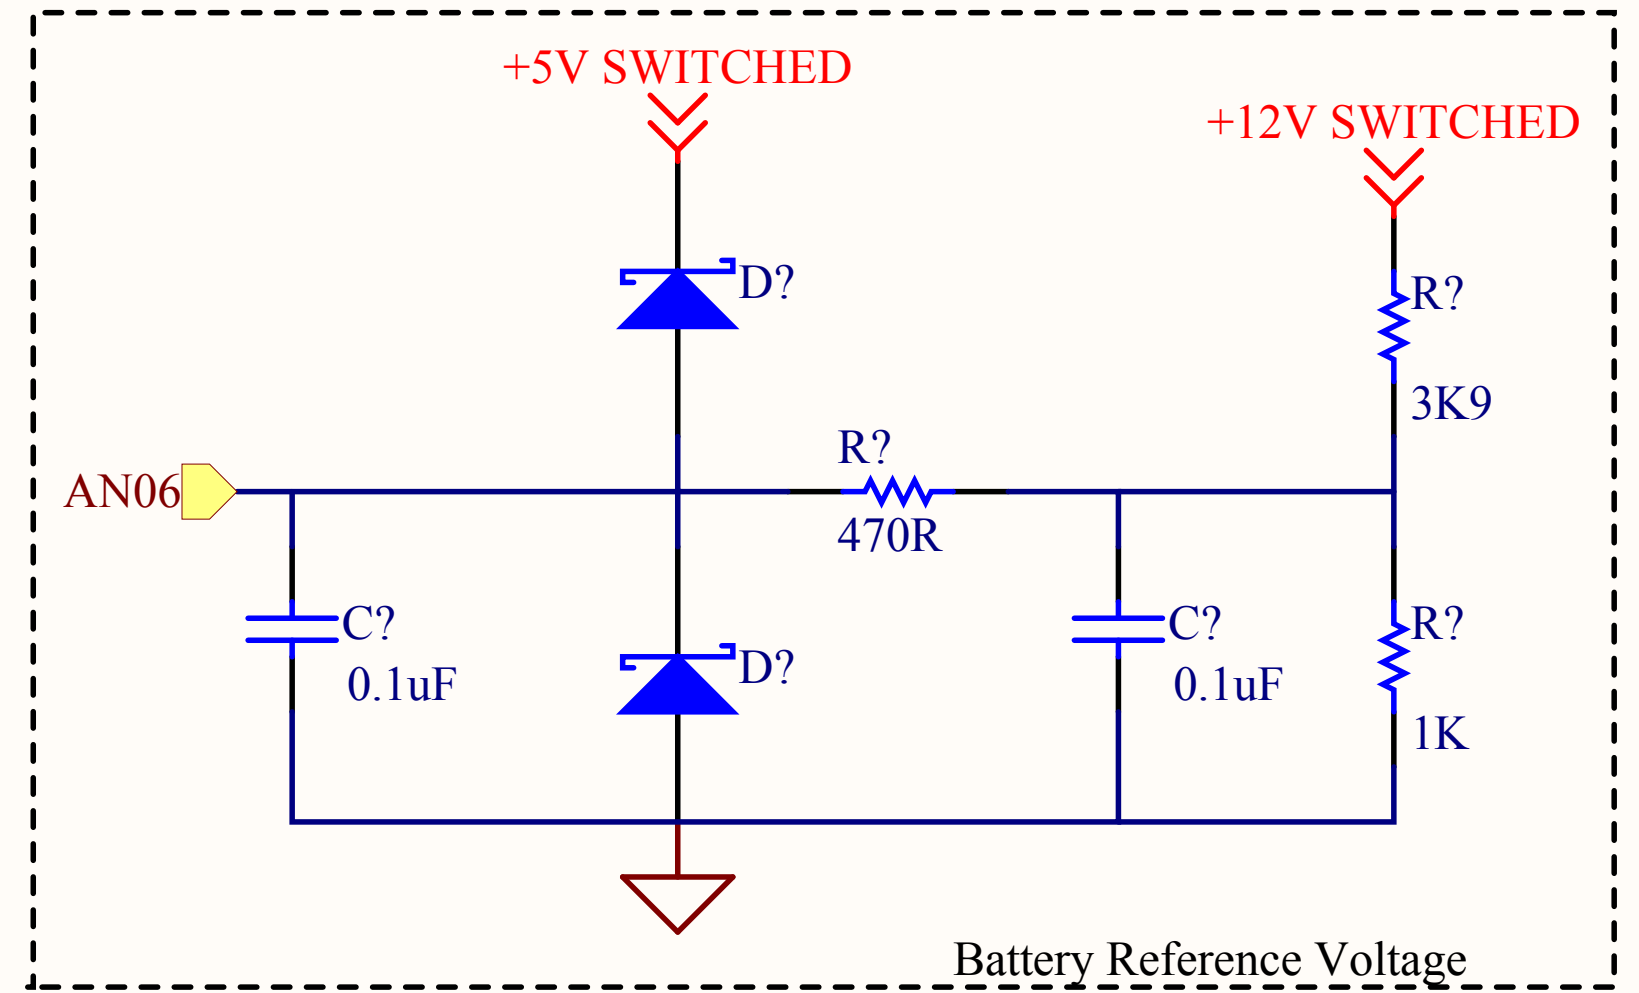 +5V SWITCHED
+12V SWITCHED
D?
R?
3K9
R?
AN06
470R
C?
0.1uF
D?
C?
0.1uF
R?
1K
Battery Reference Voltage